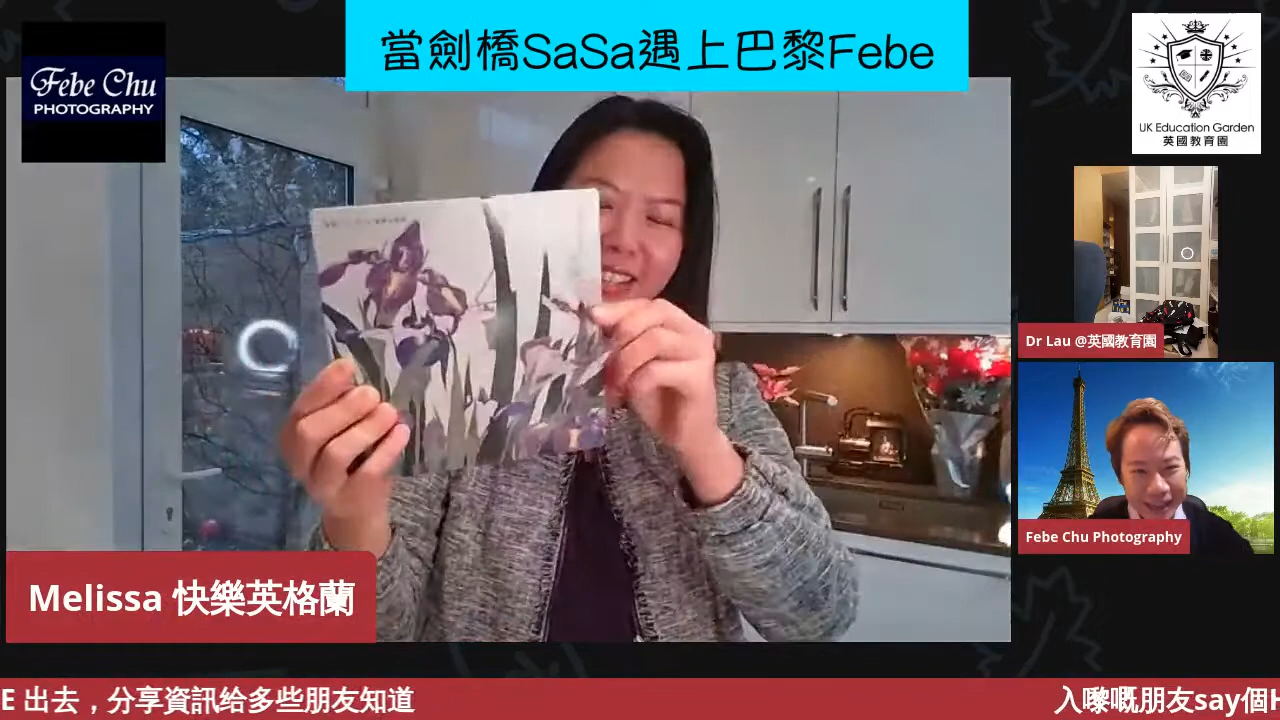 Febe Chu
PHOTOGRAPHY
當劍橋SaSa遇上巴黎Febe
UK Education Garden
英國教育園
Dr Lau @英國教育園
Febe Chu Photography
Melissa 快樂英格蘭
E 出去，分享資訊给多些朋友知道
入嚟嘅朋友say個H